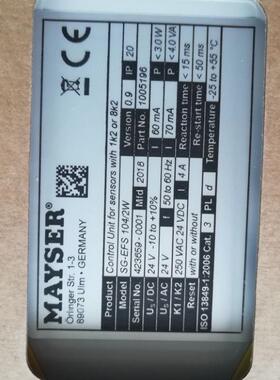 MAYSER®
Örlinger Str. 1-3
89073 Ulm • GERMANY
CE
Product Control Unit for sensors with 1k2 or 8k2
Model SG-EFS 104/2W Version 0.9 IP 20
Serial No. 423659-0001 Mfd 2018 Part No. 1005196
Us / DC 24 V -10 to +10% I 60 mA P < 3.0 W
Us / AC 24 V f 50 to 60 Hz I 70 mA P < 4.0 VA
K1 / K2 250 VAC 24 VDC I 4 A Reaction time < 15 ms
Reset with or without Re-start time < 50 ms
ISO 13849-1:2006 Cat. 3 PL d Temperature -25 to +55 °C